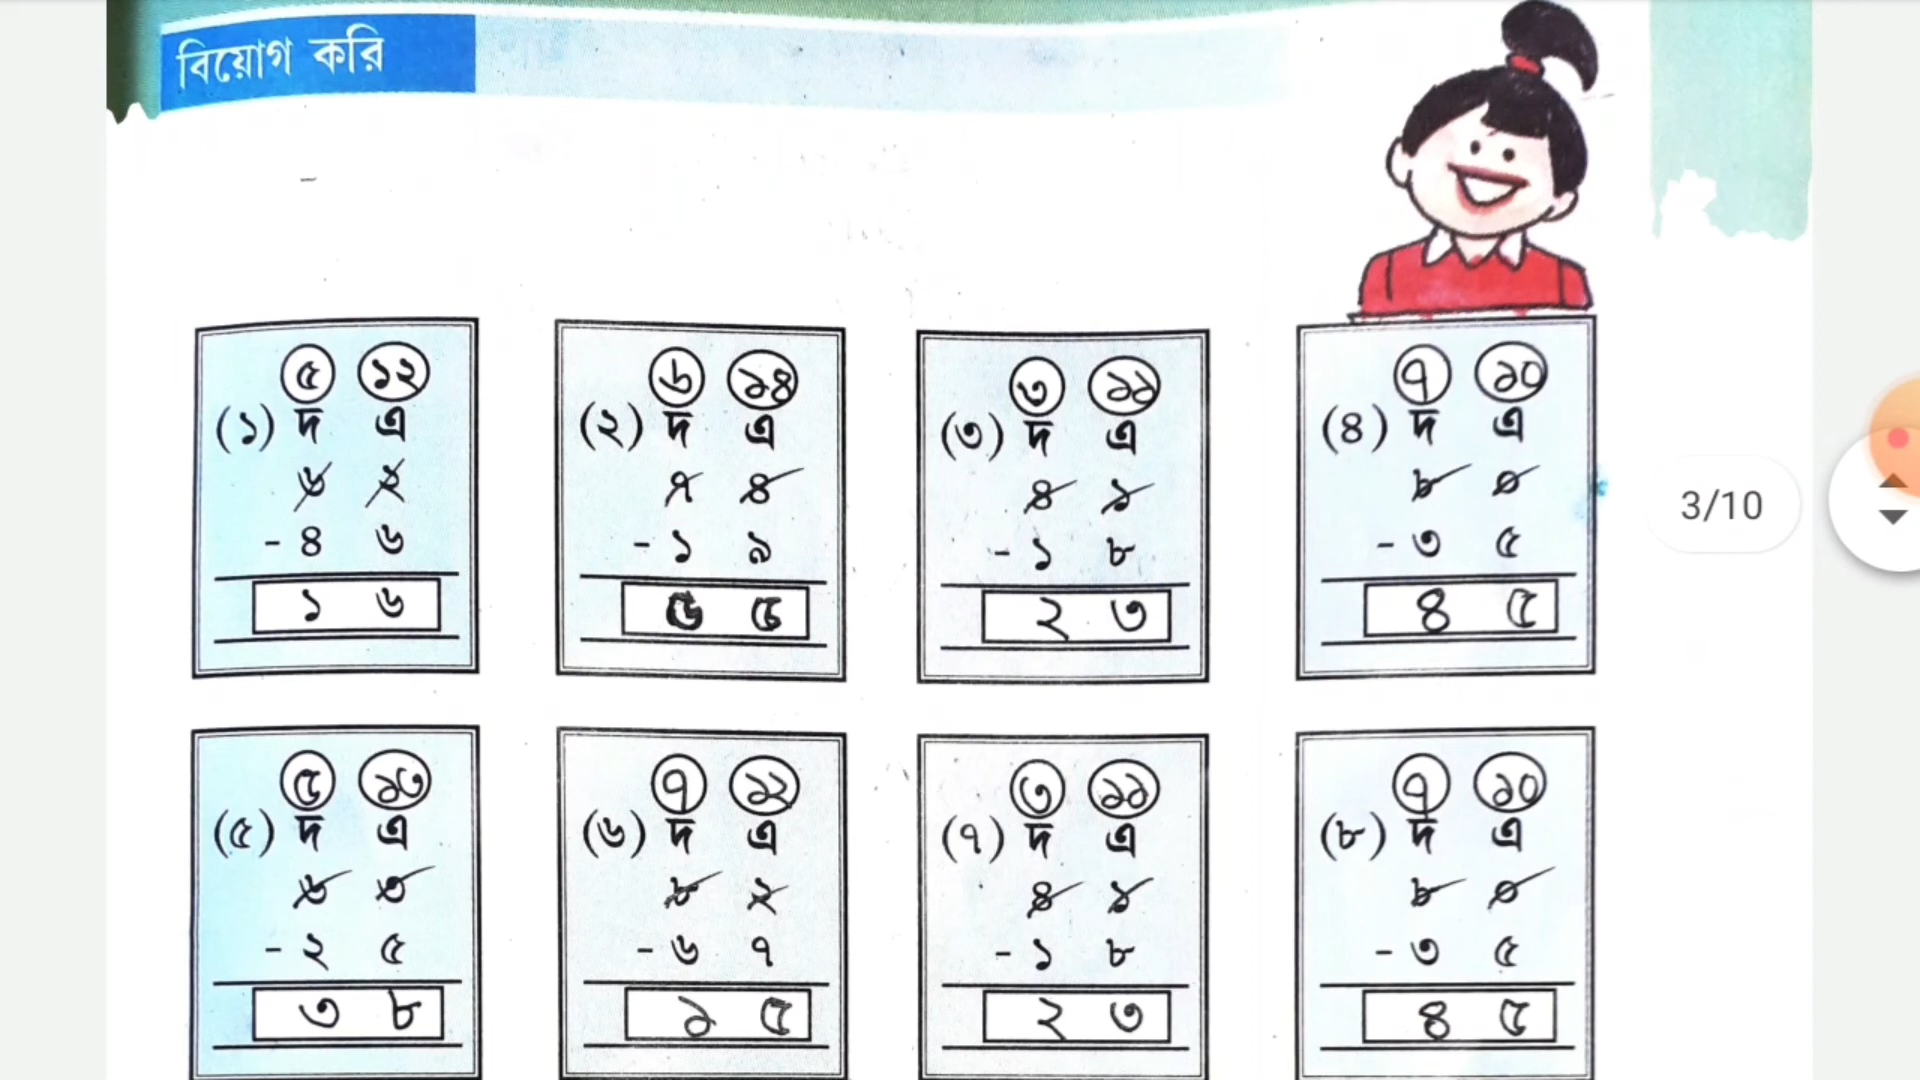 বিয়োগ করি
৫ ১২
(১) দ এ
৬ ২
- ৪ ৬
১ ৬
৬ ১৪
(২) দ এ
৭ ৪
- ১ ৯
৫ ৫
৩ ১১
(৩) দ এ
৪ ১
- ১ ৮
২ ৩
৭ ১০
(৪) দ এ
৮ ০
- ৩ ৫
৪ ৫
3/10
৫ ১৩
(৫) দ এ
৬ ৩
- ২ ৫
৩ ৮
৭ ১২
(৬) দ এ
৮ ২
- ৬ ৭
১ ৫
৩ ১১
(৭) দ এ
৪ ১
- ১ ৮
২ ৩
৭ ১০
(৮) দ এ
৮ ০
- ৩ ৫
৪ ৫